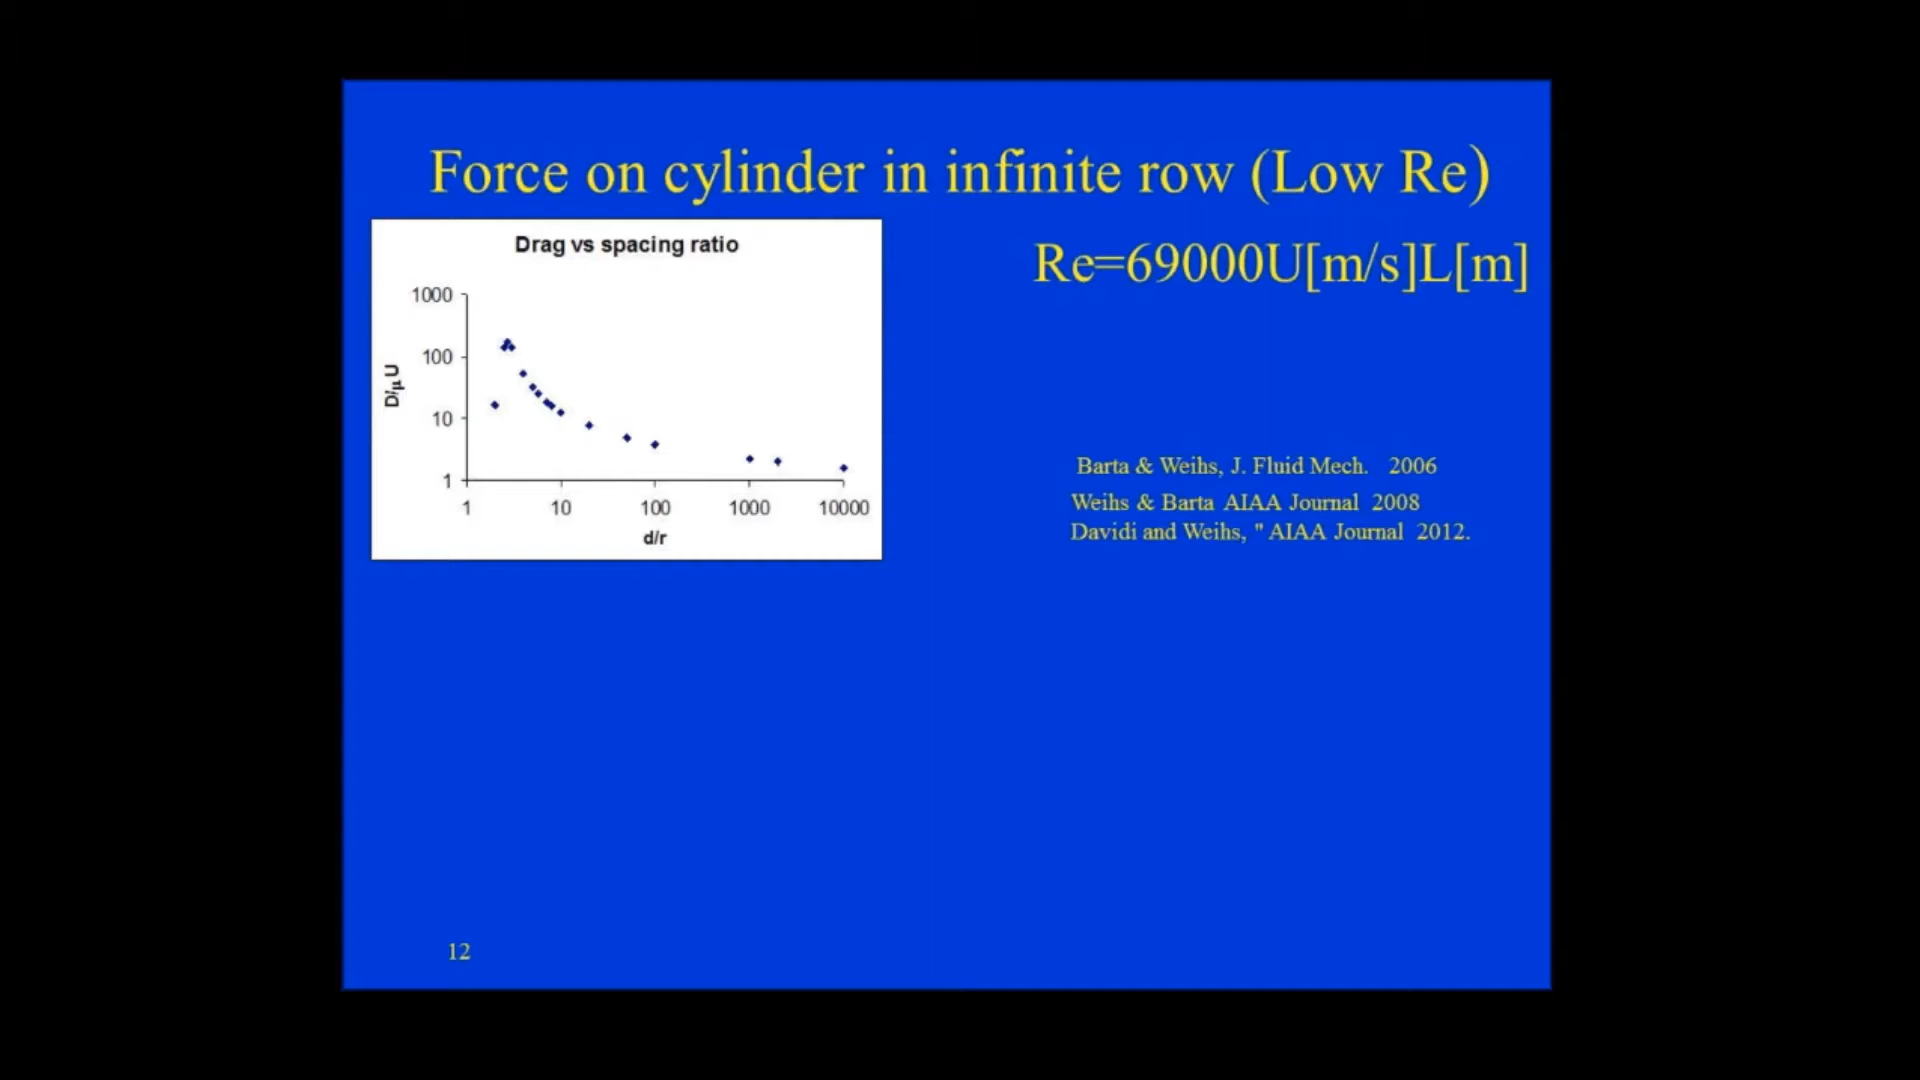 Force on cylinder in infinite row (Low Re)
Drag vs spacing ratio
Re=69000U[m/s]L[m]
1000
100
10
1
D/μU
1 10 100 1000 10000
d/r
Barta & Weihs, J. Fluid Mech. 2006
Weihs & Barta AIAA Journal 2008
Davidi and Weihs, " AIAA Journal 2012.
12